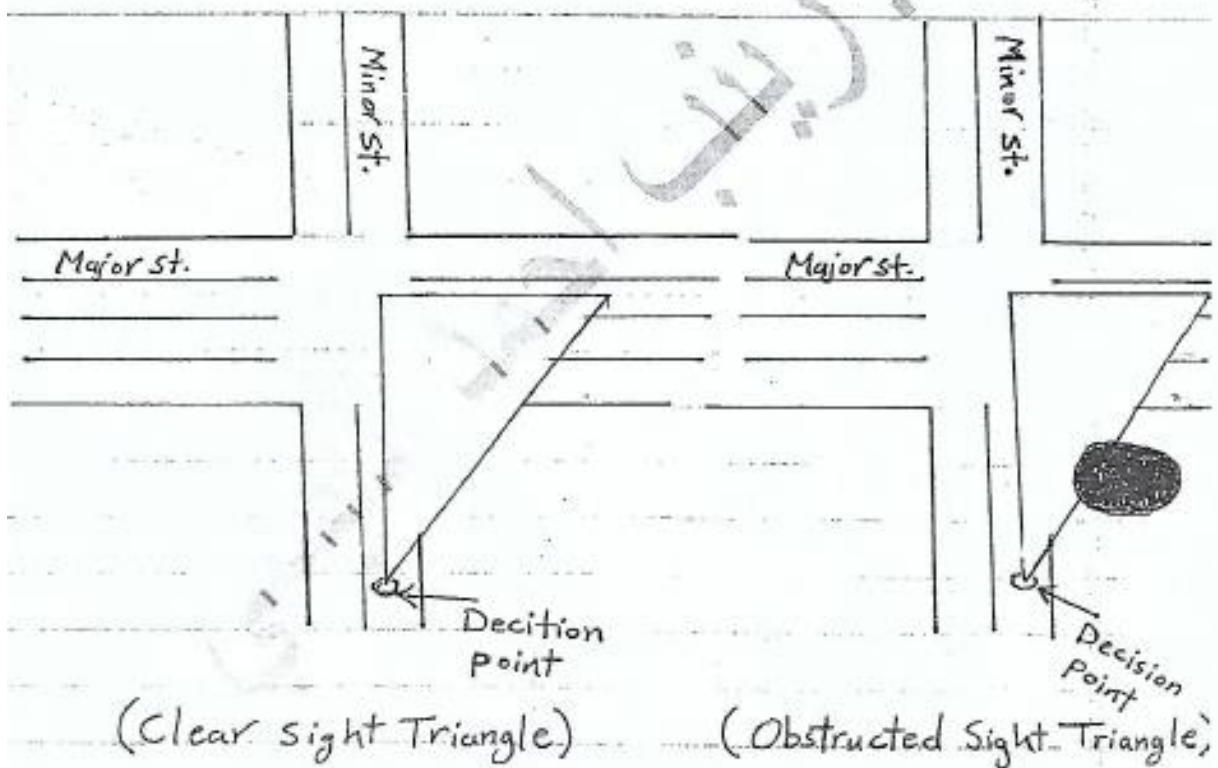 Minor st.
Minor st.
Major st.
Major st.
Decition
point
Decision
Point
(Clear Sight Triangle)
(Obstructed Sight Triangle)